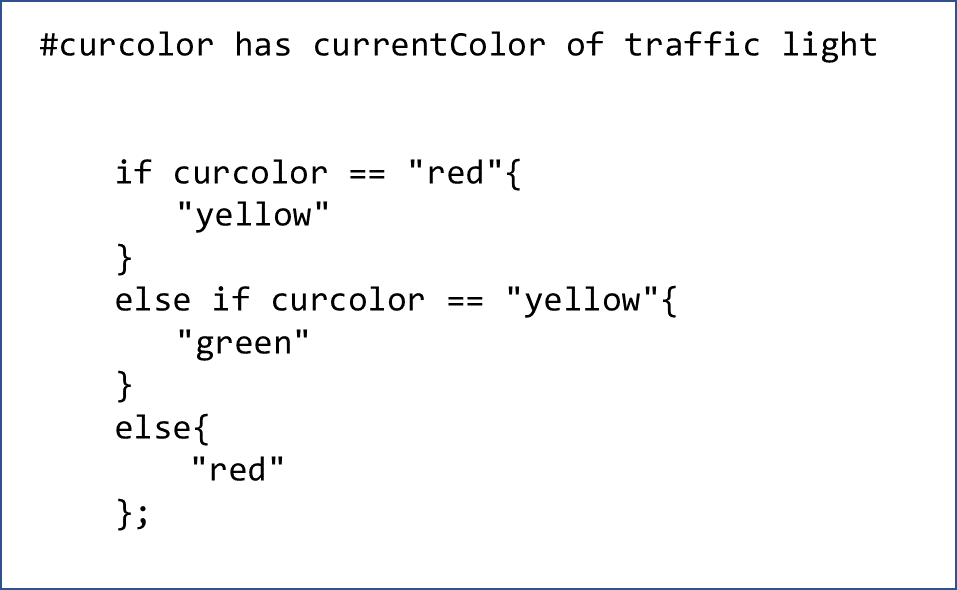 #curcolor has currentColor of traffic light
if curcolor == "red"{
"yellow"
}
else if curcolor == "yellow"{
"green"
}
else{
"red"
};